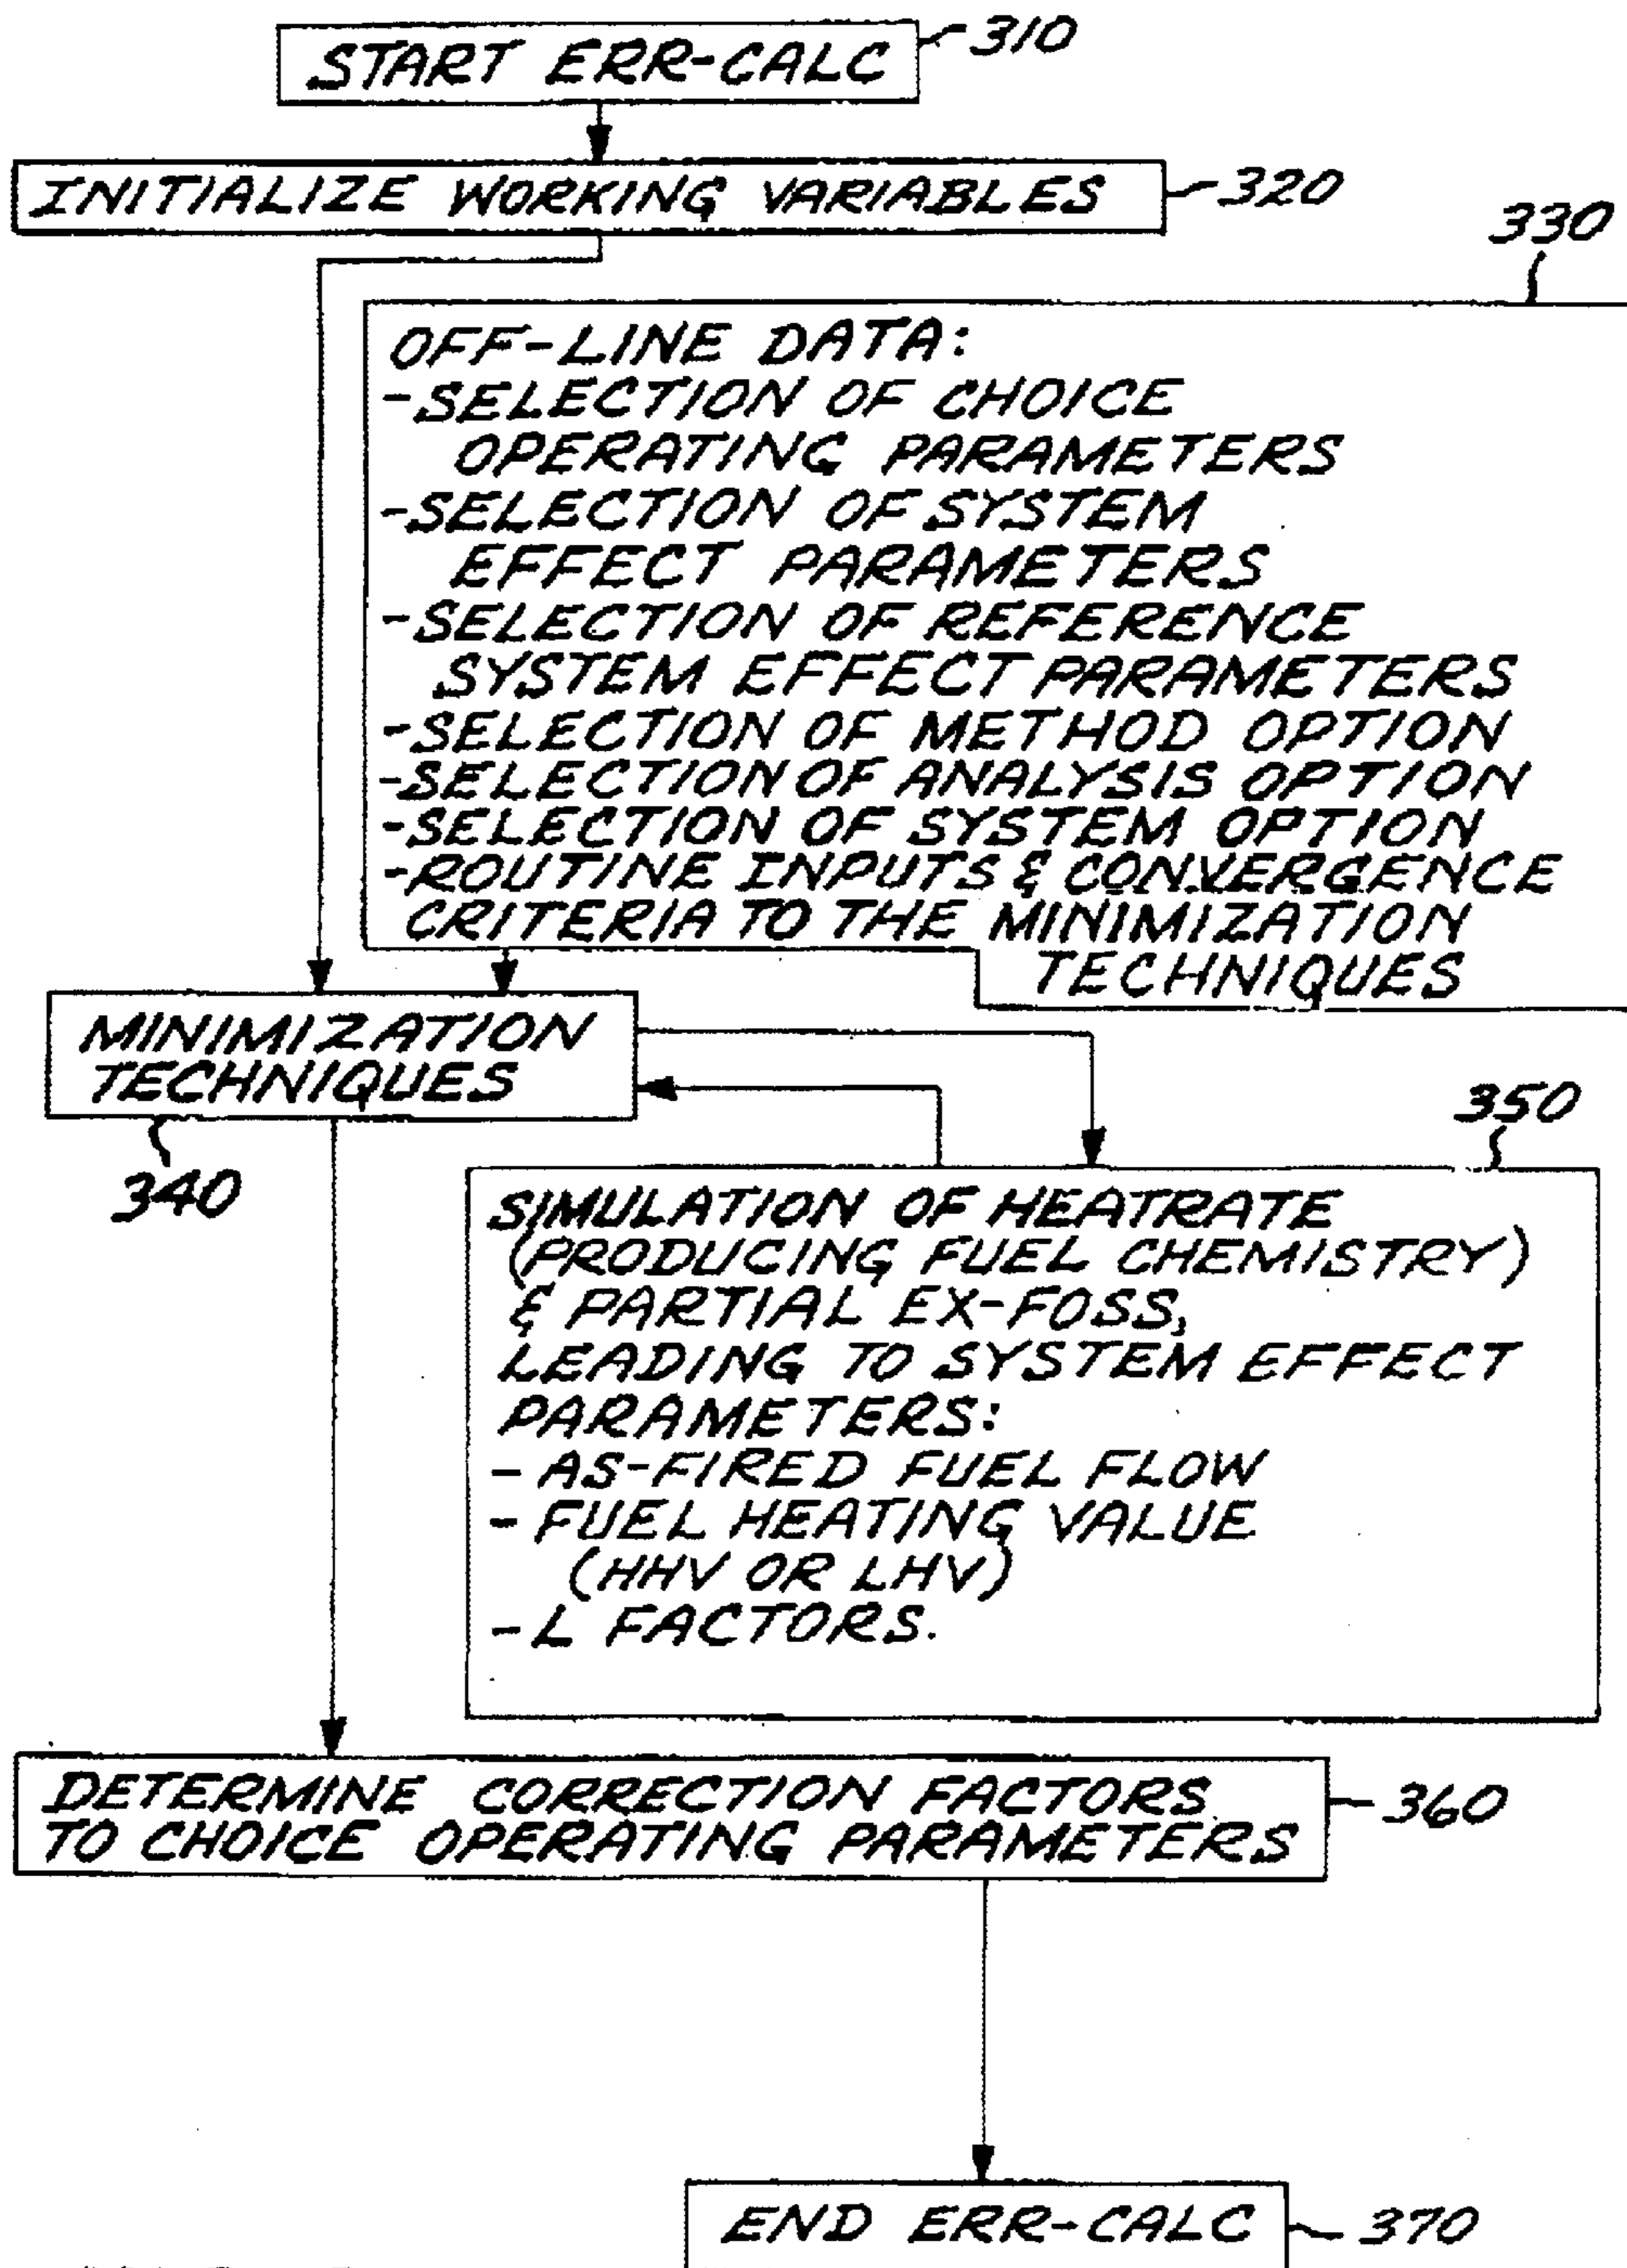 START ERR-CALC
310
INITIALIZE WORKING VARIABLES
320
330
OFF-LINE DATA:
-SELECTION OF CHOICE
OPERATING PARAMETERS
-SELECTION OF SYSTEM
EFFECT PARAMETERS
-SELECTION OF REFERENCE
SYSTEM EFFECT PARAMETERS
-SELECTION OF METHOD OPTION
-SELECTION OF ANALYSIS OPTION
-SELECTION OF SYSTEM OPTION
-ROUTINE INPUTS & CONVERGENCE
CRITERIA TO THE MINIMIZATION
TECHNIQUES
MINIMIZATION
TECHNIQUES
340
350
SIMULATION OF HEATRATE
(PRODUCING FUEL CHEMISTRY)
& PARTIAL EX-FOSS,
LEADING TO SYSTEM EFFECT
PARAMETERS:
- AS-FIRED FUEL FLOW
- FUEL HEATING VALUE
(HHV OR LHV)
- L FACTORS.
DETERMINE CORRECTION FACTORS
TO CHOICE OPERATING PARAMETERS
360
END ERR-CALC
370